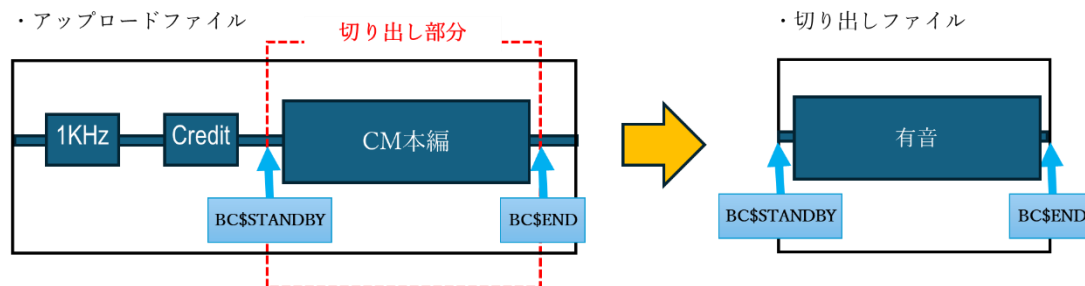 ・アップロードファイル
切り出し部分
1KHz
Credit
CM本編
BC$STANDBY
BC$END
・切り出しファイル
有音
BC$STANDBY
BC$END